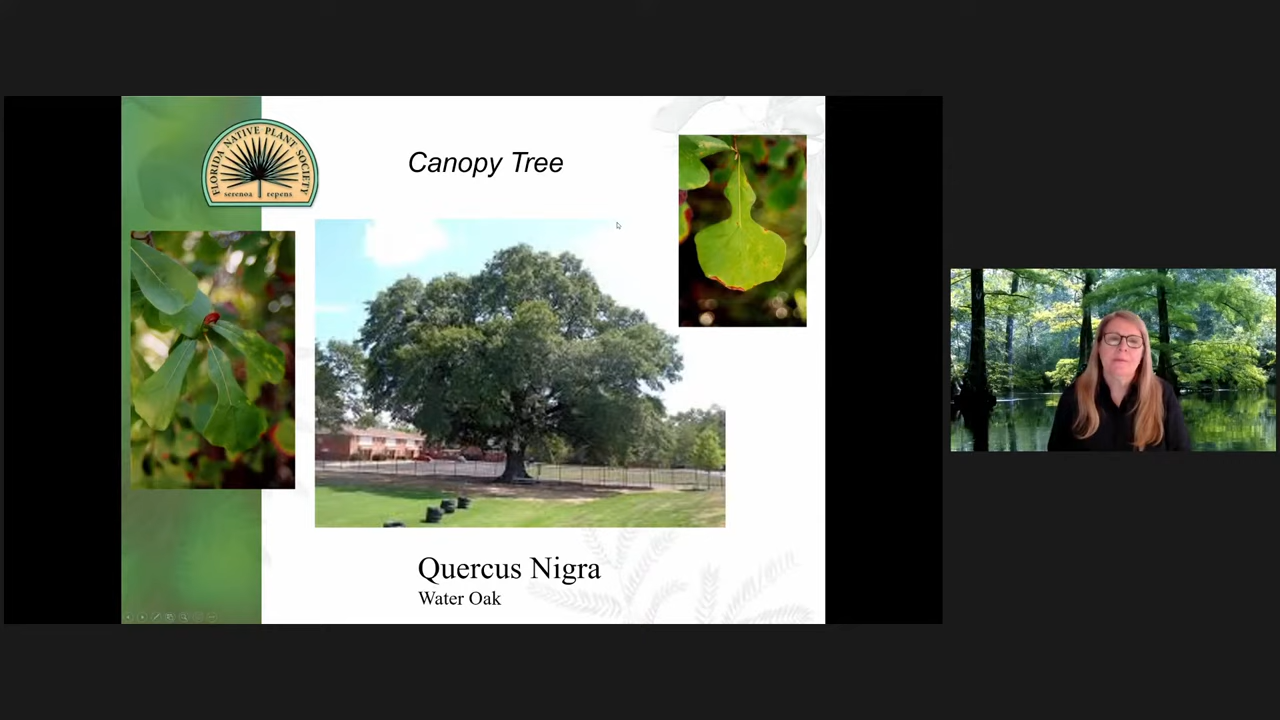 FLORIDA NATIVE PLANT SOCIETY
serenoa repens
Canopy Tree
Quercus Nigra
Water Oak